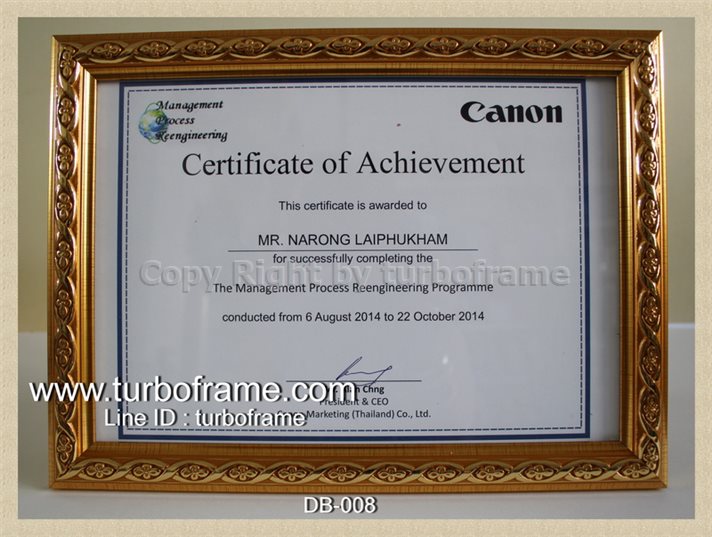 Management
Process
Reengineering
Canon
Certificate of Achievement
This certificate is awarded to
MR. NARONG LAIPHUKHAM
for successfully completing the
Copy Right by turboframe
The Management Process Reengineering Programme
conducted from 6 August 2014 to 22 October 2014
www.turboframe.com
Chng
President & CEO
Line ID : turboframe
Marketing (Thailand) Co., Ltd.
DB-008